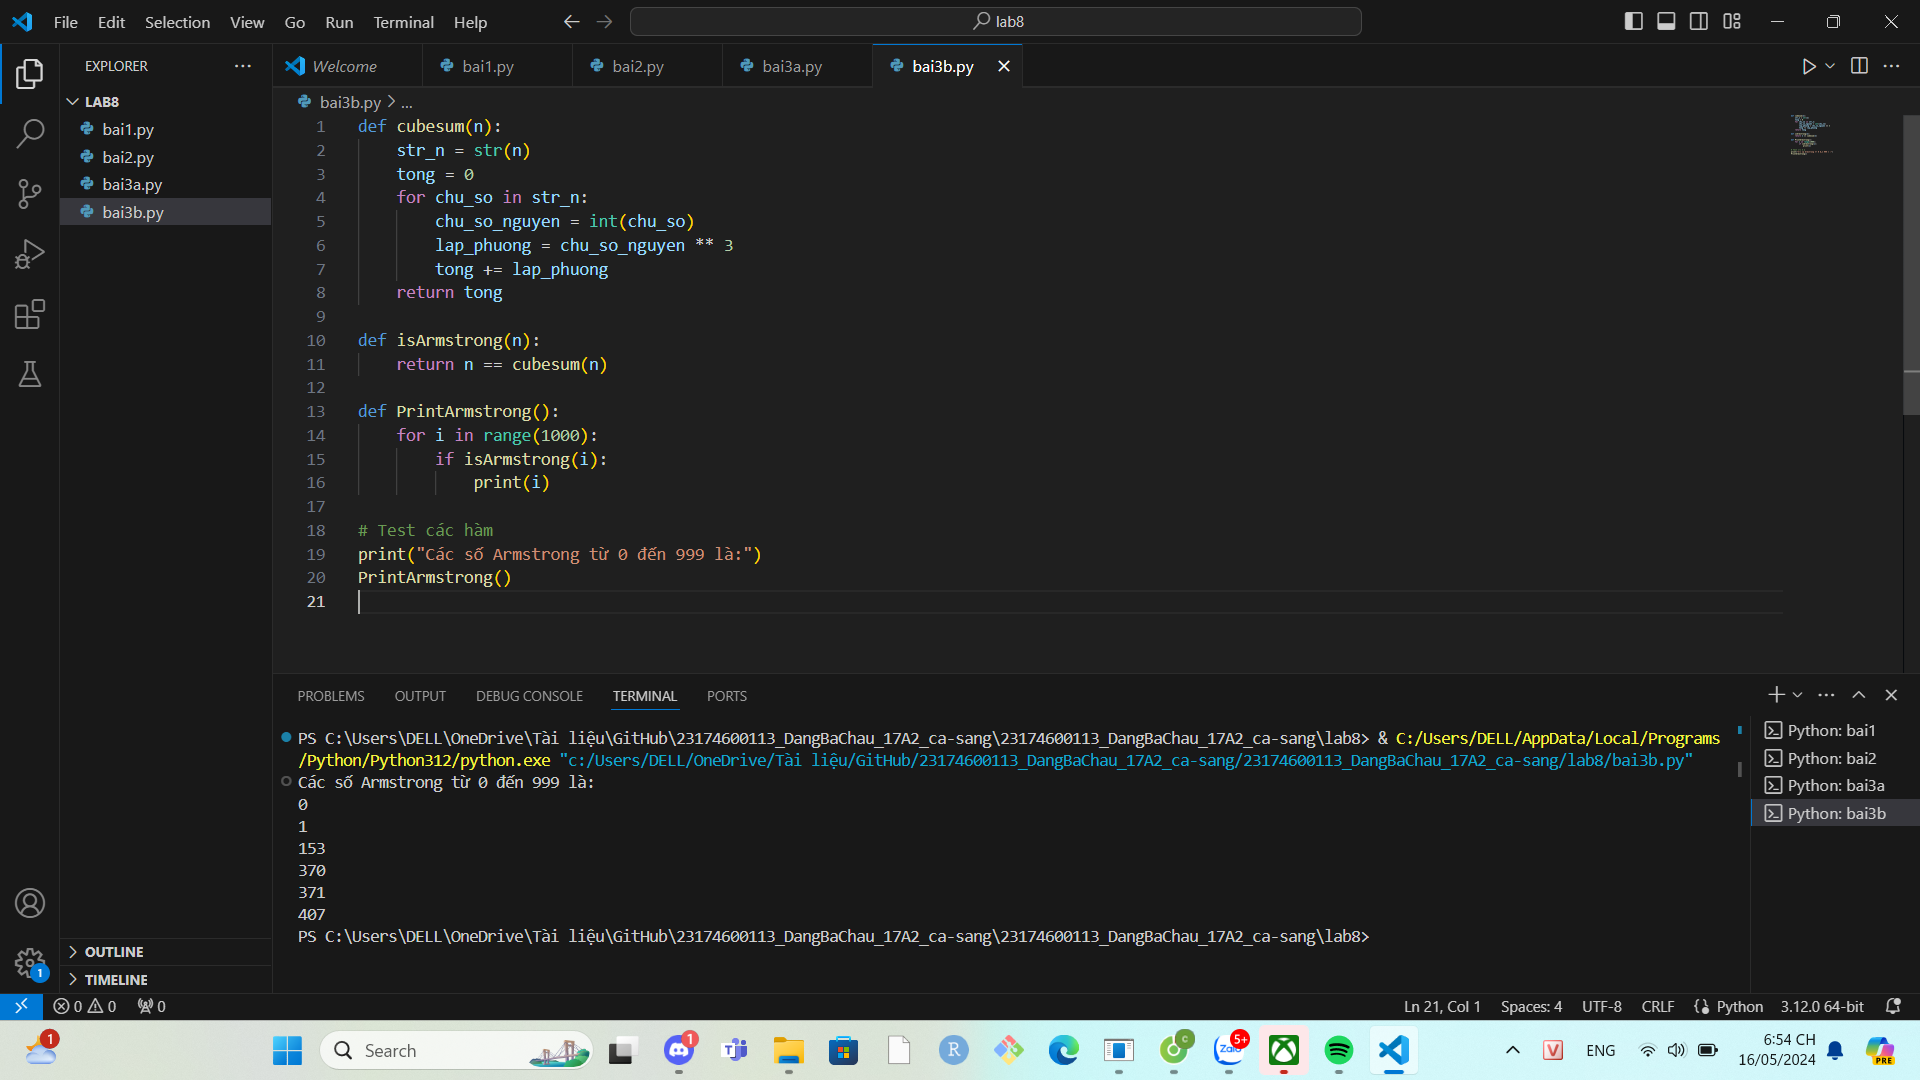 File Edit Selection View Go Run Terminal Help
lab8
EXPLORER
Welcome
bai1.py
bai2.py
bai3a.py
bai3b.py
LAB8
bai1.py
bai2.py
bai3a.py
bai3b.py
bai3b.py > ...
1 def cubesum(n):
2 str_n = str(n)
3 tong = 0
4 for chu_so in str_n:
5 chu_so_nguyen = int(chu_so)
6 lap_phuong = chu_so_nguyen ** 3
7 tong += lap_phuong
8 return tong
9
10 def isArmstrong(n):
11 return n == cubesum(n)
12
13 def PrintArmstrong():
14 for i in range(1000):
15 if isArmstrong(i):
16 print(i)
17
18 # Test các hàm
19 print("Các số Armstrong từ 0 đến 999 là:")
20 PrintArmstrong()
21
PROBLEMS OUTPUT DEBUG CONSOLE TERMINAL PORTS
PS C:\Users\DELL\OneDrive\Tài liệu\GitHub\23174600113_DangBaChau_17A2_ca-sang\23174600113_DangBaChau_17A2_ca-sang\lab8> & C:/Users/DELL/AppData/Local/Programs
/Python/Python312/python.exe "c:/Users/DELL/OneDrive/Tài liệu/GitHub/23174600113_DangBaChau_17A2_ca-sang/23174600113_DangBaChau_17A2_ca-sang/lab8/bai3b.py"
Các số Armstrong từ 0 đến 999 là:
0
1
153
370
371
407
PS C:\Users\DELL\OneDrive\Tài liệu\GitHub\23174600113_DangBaChau_17A2_ca-sang\23174600113_DangBaChau_17A2_ca-sang\lab8>
Python: bai1
Python: bai2
Python: bai3a
Python: bai3b
OUTLINE
TIMELINE
1
0 0 0
Ln 21, Col 1 Spaces: 4 UTF-8 CRLF Python 3.12.0 64-bit
1
Search
1
R
C
Zalo
5+
V
ENG
6:54 CH
16/05/2024
PRE